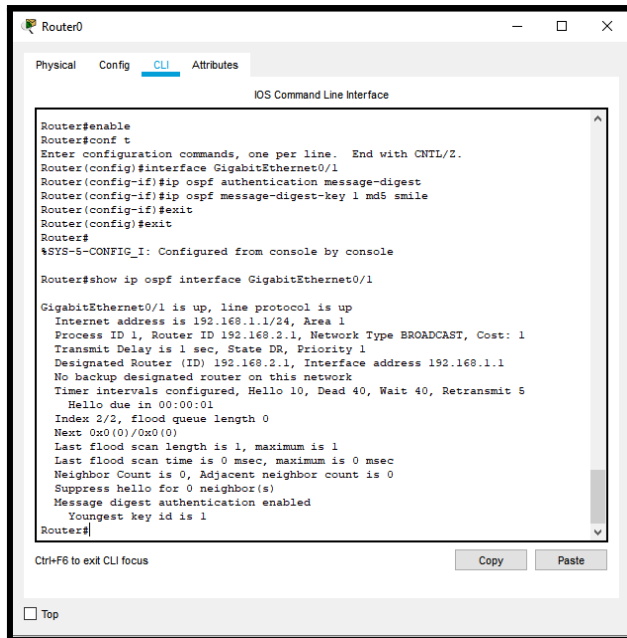 Router0
Physical Config CLI Attributes
IOS Command Line Interface
Router#enable
Router#conf t
Enter configuration commands, one per line.  End with CNTL/Z.
Router(config)#interface GigabitEthernet0/1
Router(config-if)#ip ospf authentication message-digest
Router(config-if)#ip ospf message-digest-key 1 md5 smile
Router(config-if)#exit
Router(config)#exit
Router#
%SYS-5-CONFIG_I: Configured from console by console

Router#show ip ospf interface GigabitEthernet0/1

GigabitEthernet0/1 is up, line protocol is up
  Internet address is 192.168.1.1/24, Area 1
  Process ID 1, Router ID 192.168.2.1, Network Type BROADCAST, Cost: 1
  Transmit Delay is 1 sec, State DR, Priority 1
  Designated Router (ID) 192.168.2.1, Interface address 192.168.1.1
  No backup designated router on this network
  Timer intervals configured, Hello 10, Dead 40, Wait 40, Retransmit 5
    Hello due in 00:00:01
  Index 2/2, flood queue length 0
  Next 0x0(0)/0x0(0)
  Last flood scan length is 1, maximum is 1
  Last flood scan time is 0 msec, maximum is 0 msec
  Neighbor Count is 0, Adjacent neighbor count is 0
  Suppress hello for 0 neighbor(s)
  Message digest authentication enabled
    Youngest key id is 1
Router#
Ctrl+F6 to exit CLI focus Copy Paste
Top